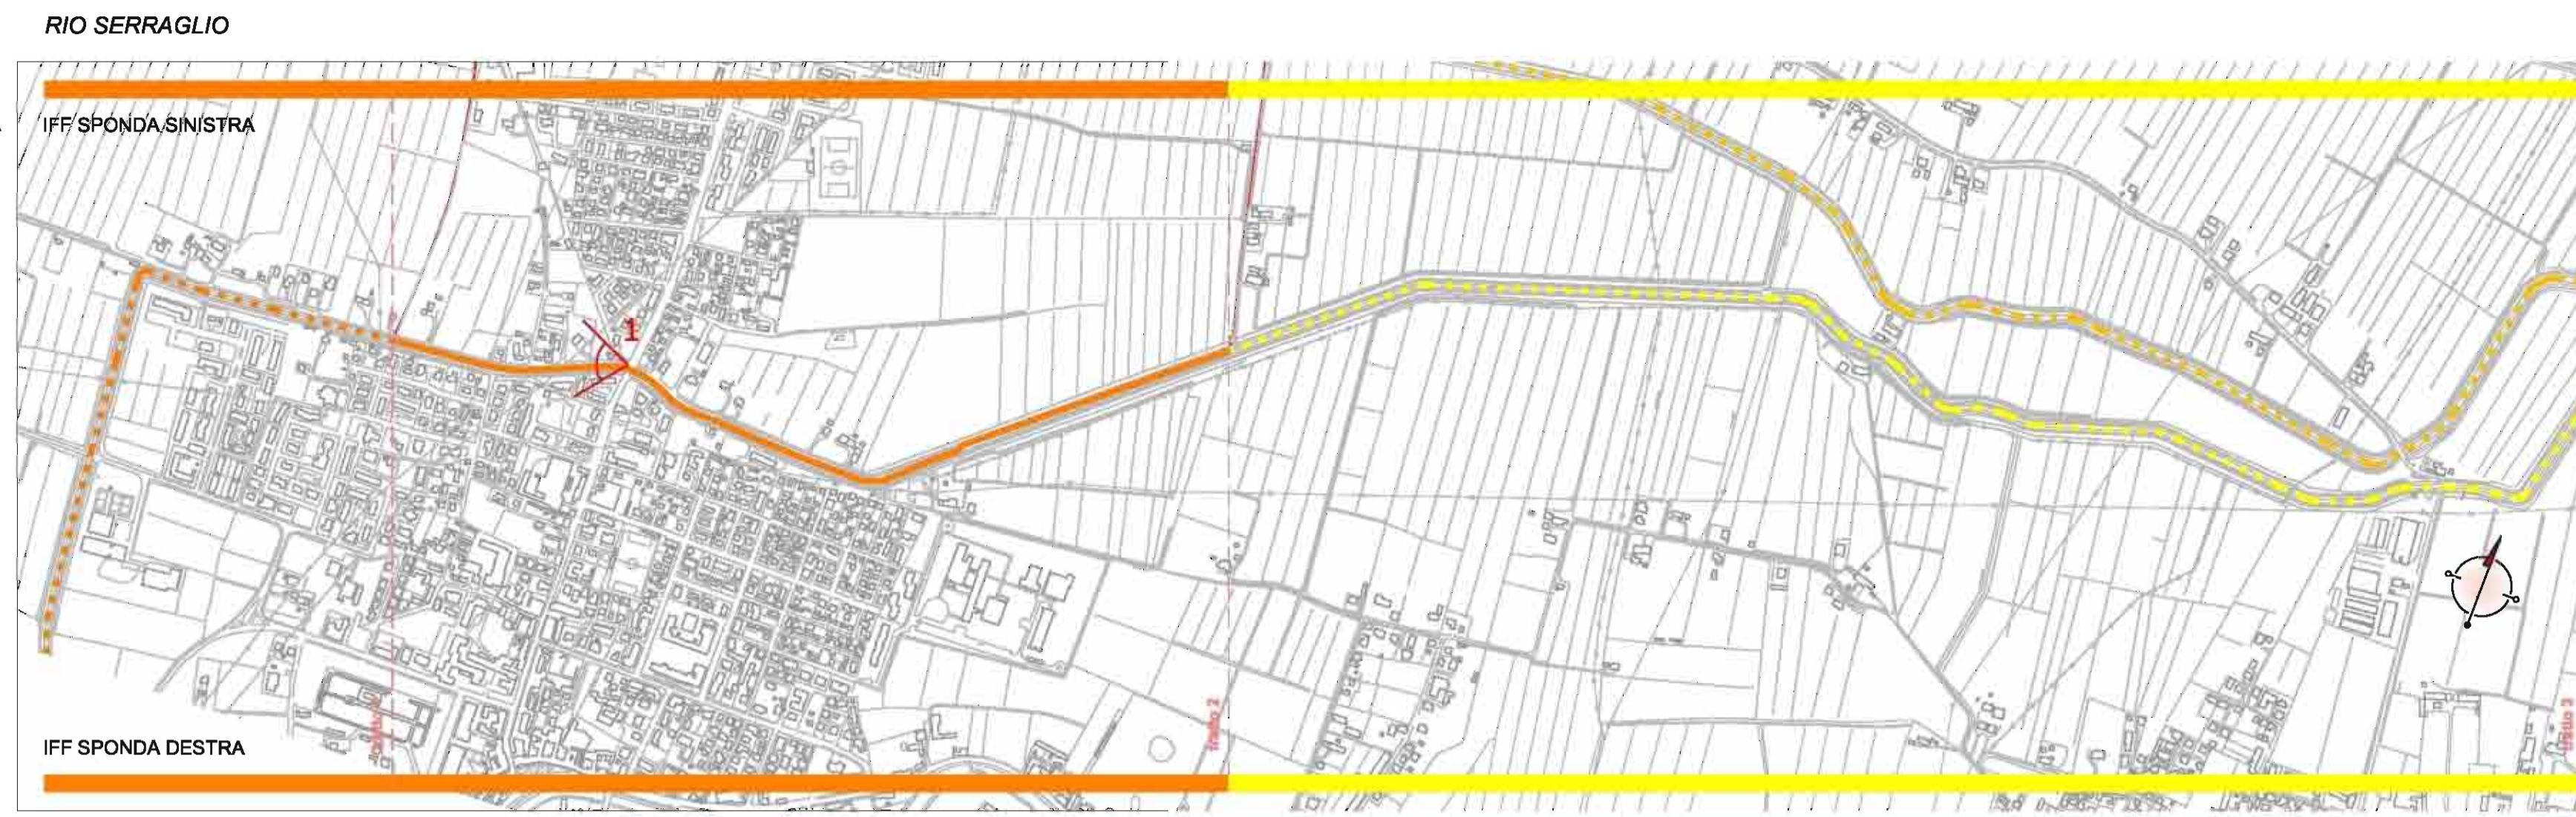 RIO SERRAGLIO
IFF SPONDA SINISTRA
1
Tratto 2
IFF SPONDA DESTRA